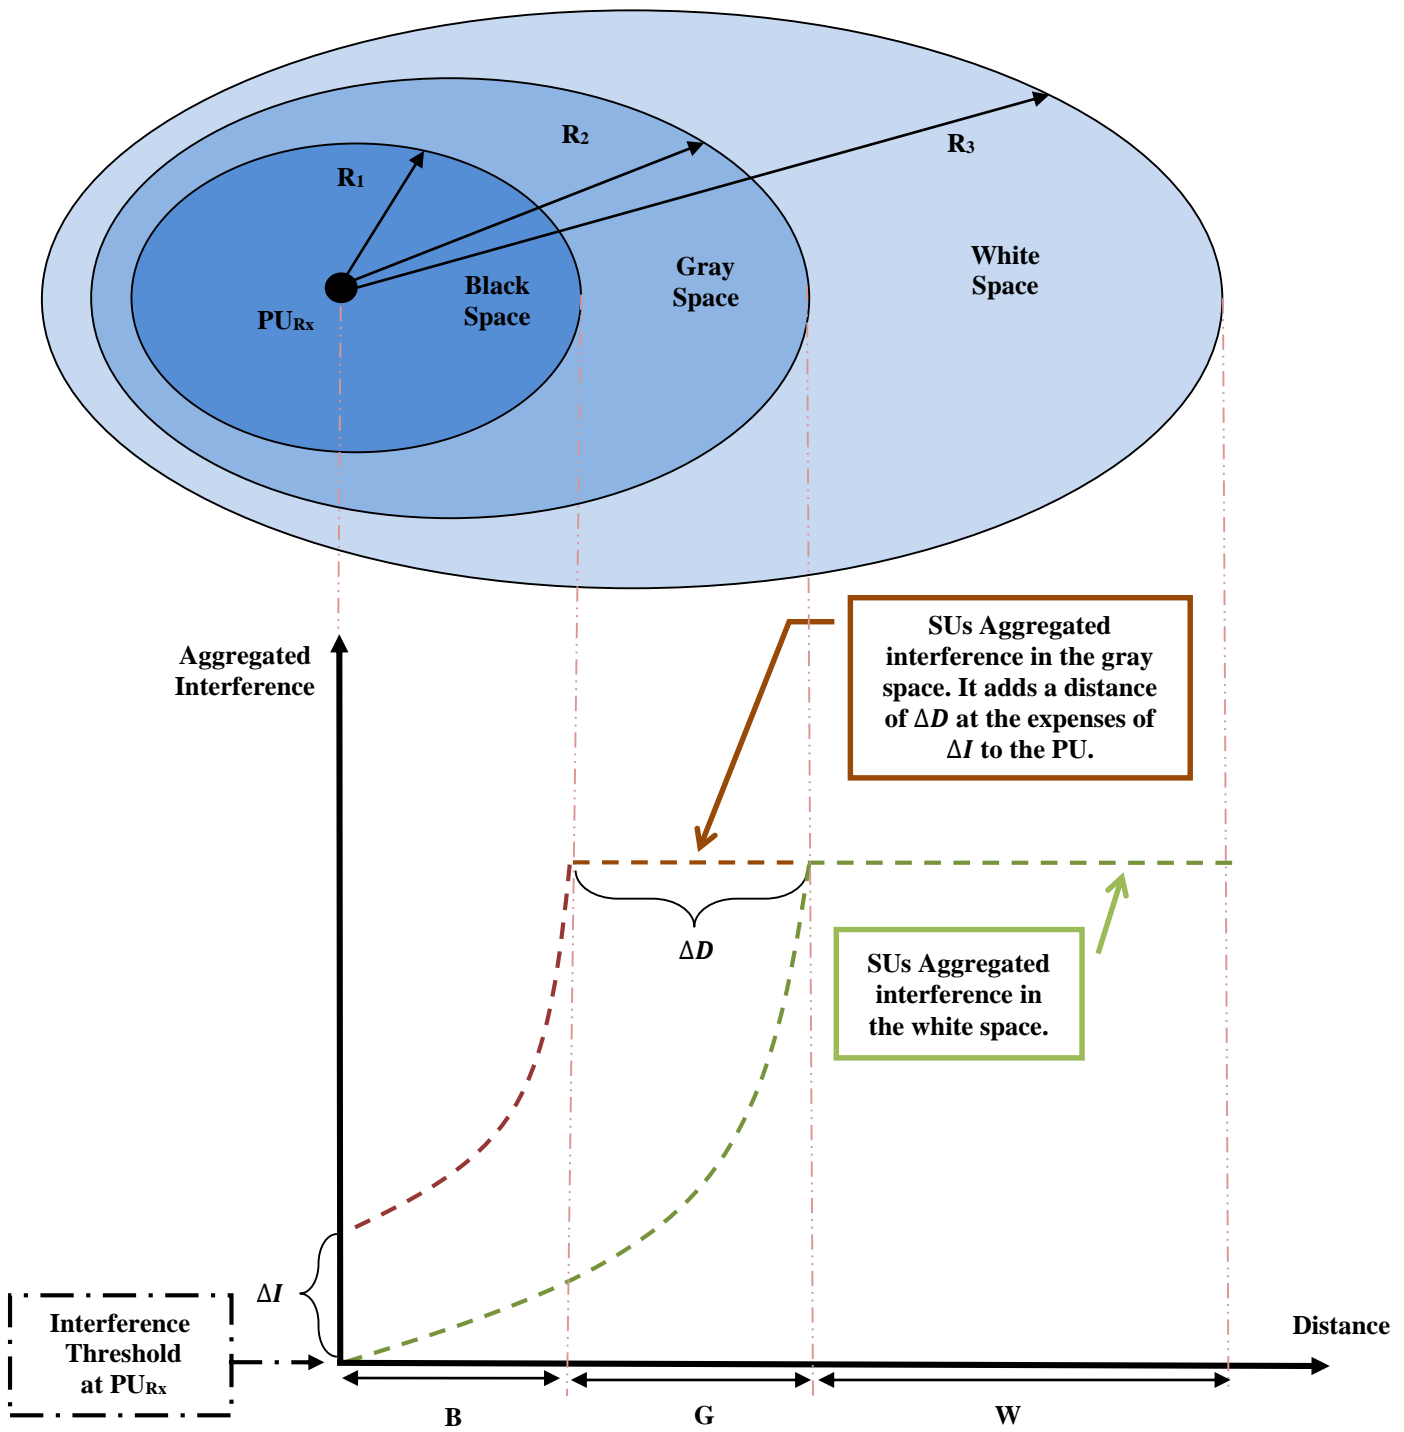 R2
R3
R1
White
Space
Gray
Space
Black
Space
PURx
SUs Aggregated
interference in the gray
space. It adds a distance
of ΔD at the expenses of
ΔI to the PU.
Aggregated
Interference
ΔD
SUs Aggregated
interference in
the white space.
ΔI
Interference
Threshold
at PURx
Distance
B
G
W